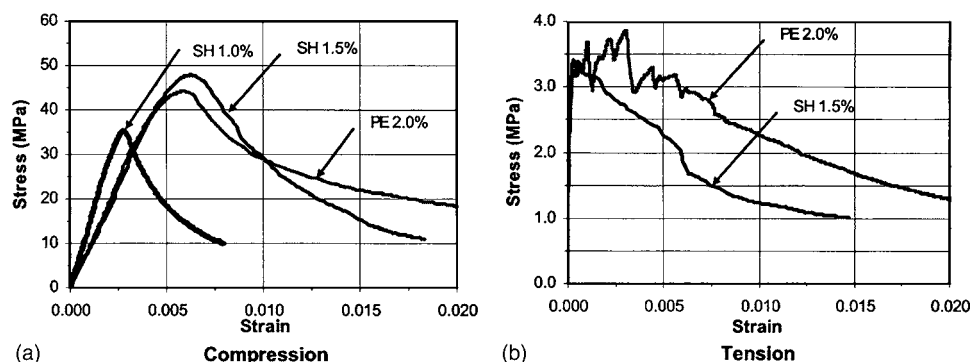 60
50
40
30
20
10
0
Stress (MPa)
SH 1.0%
SH 1.5%
PE 2.0%
0.000 0.005 0.010 0.015 0.020
Strain
(a) Compression
4.0
3.0
2.0
1.0
0.0
Stress (MPa)
PE 2.0%
SH 1.5%
0.000 0.005 0.010 0.015 0.020
Strain
(b) Tension